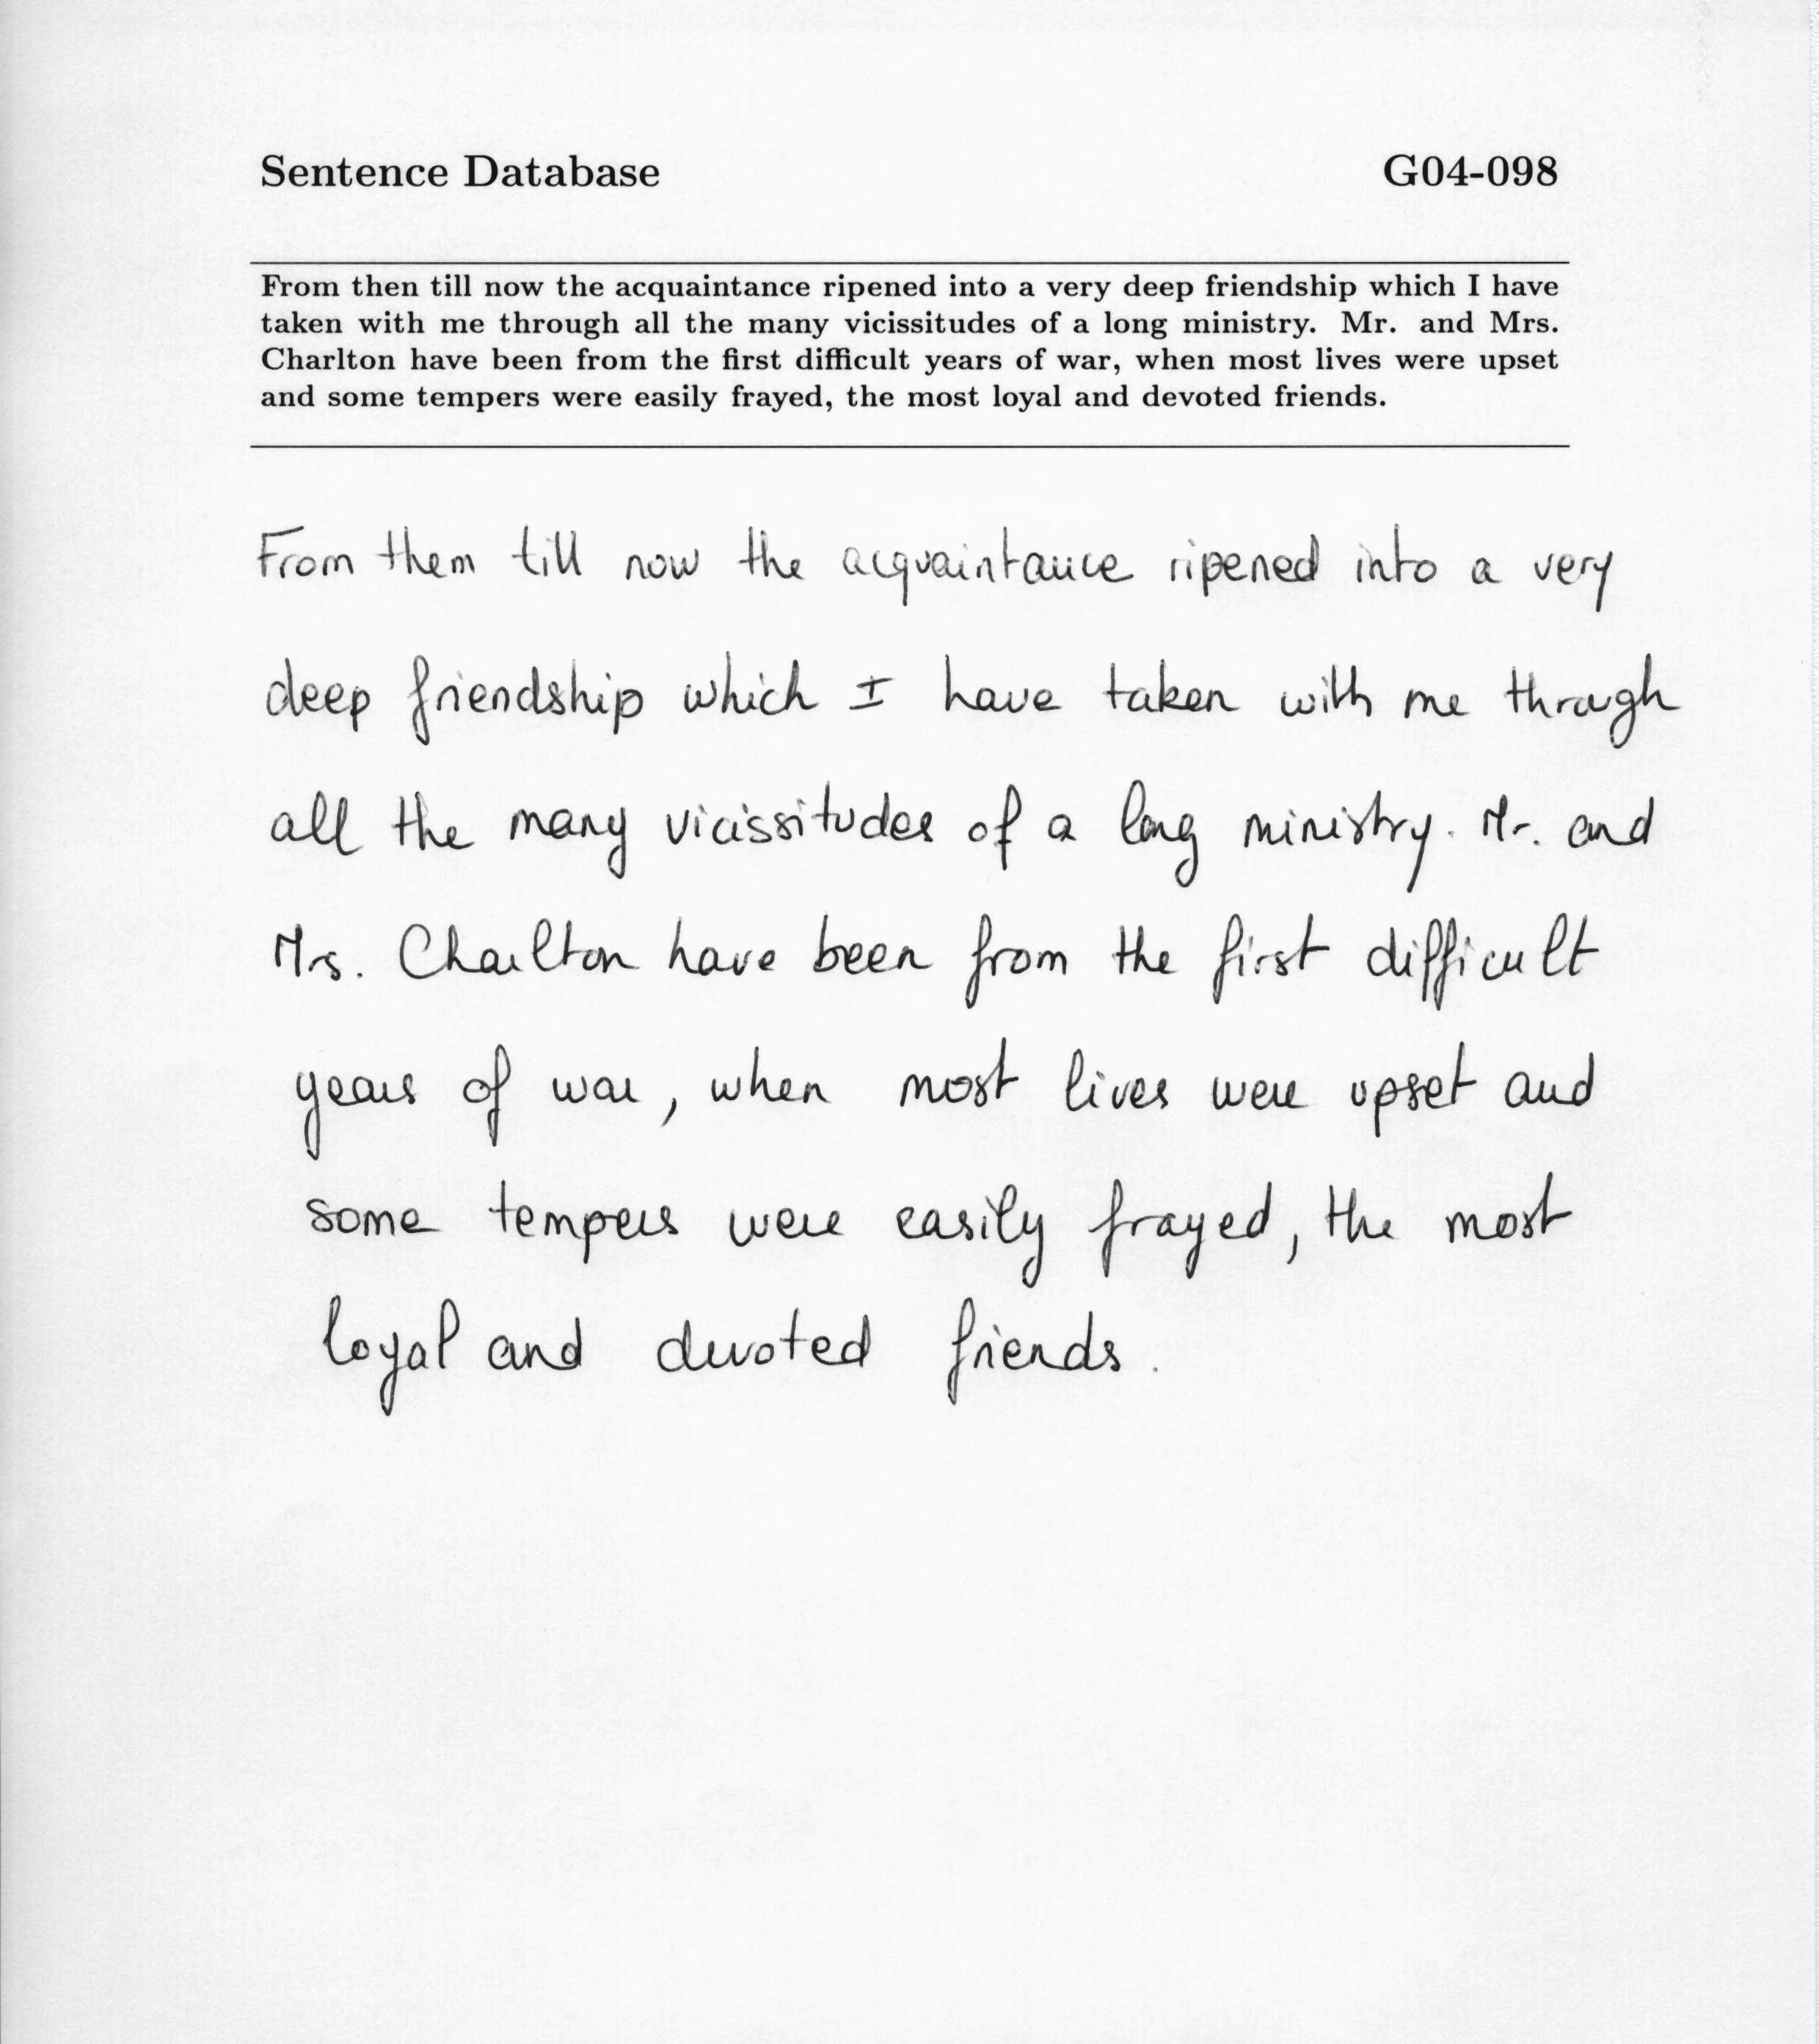 Sentence Database G04-098
From then till now the acquaintance ripened into a very deep friendship which I have
taken with me through all the many vicissitudes of a long ministry. Mr. and Mrs.
Charlton have been from the first difficult years of war, when most lives were upset
and some tempers were easily frayed, the most loyal and devoted friends.
From them till now the acquaintance ripened into a very
deep friendship which I have taken with me through
all the many vicissitudes of a long ministry. Mr. and
Mrs. Charlton have been from the first difficult
years of war, when most lives were upset and
some tempers were easily frayed, the most
loyal and devoted friends.